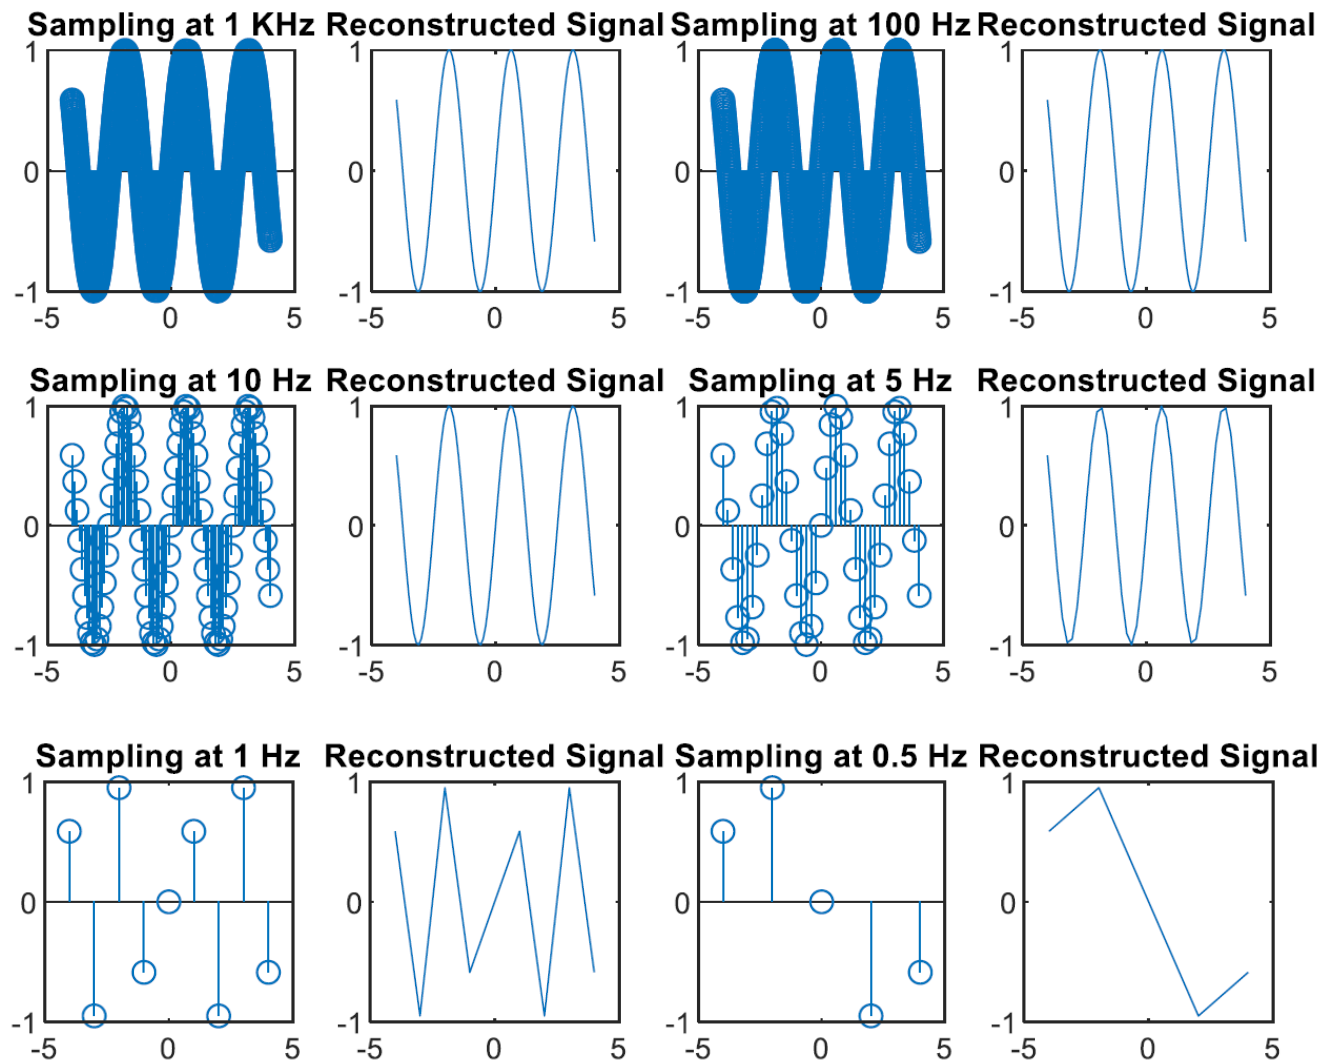 Sampling at 1 KHz Reconstructed Signal Sampling at 100 Hz Reconstructed Signal
1 1 1 1
0 0 0 0
-1 -1 -1 -1
-5 0 5 -5 0 5 -5 0 5 -5 0 5
Sampling at 10 Hz Reconstructed Signal Sampling at 5 Hz Reconstructed Signal
1 1 1 1
0 0 0 0
-1 -1 -1 -1
-5 0 5 -5 0 5 -5 0 5 -5 0 5
Sampling at 1 Hz Reconstructed Signal Sampling at 0.5 Hz Reconstructed Signal
1 1 1 1
0 0 0 0
-1 -1 -1 -1
-5 0 5 -5 0 5 -5 0 5 -5 0 5